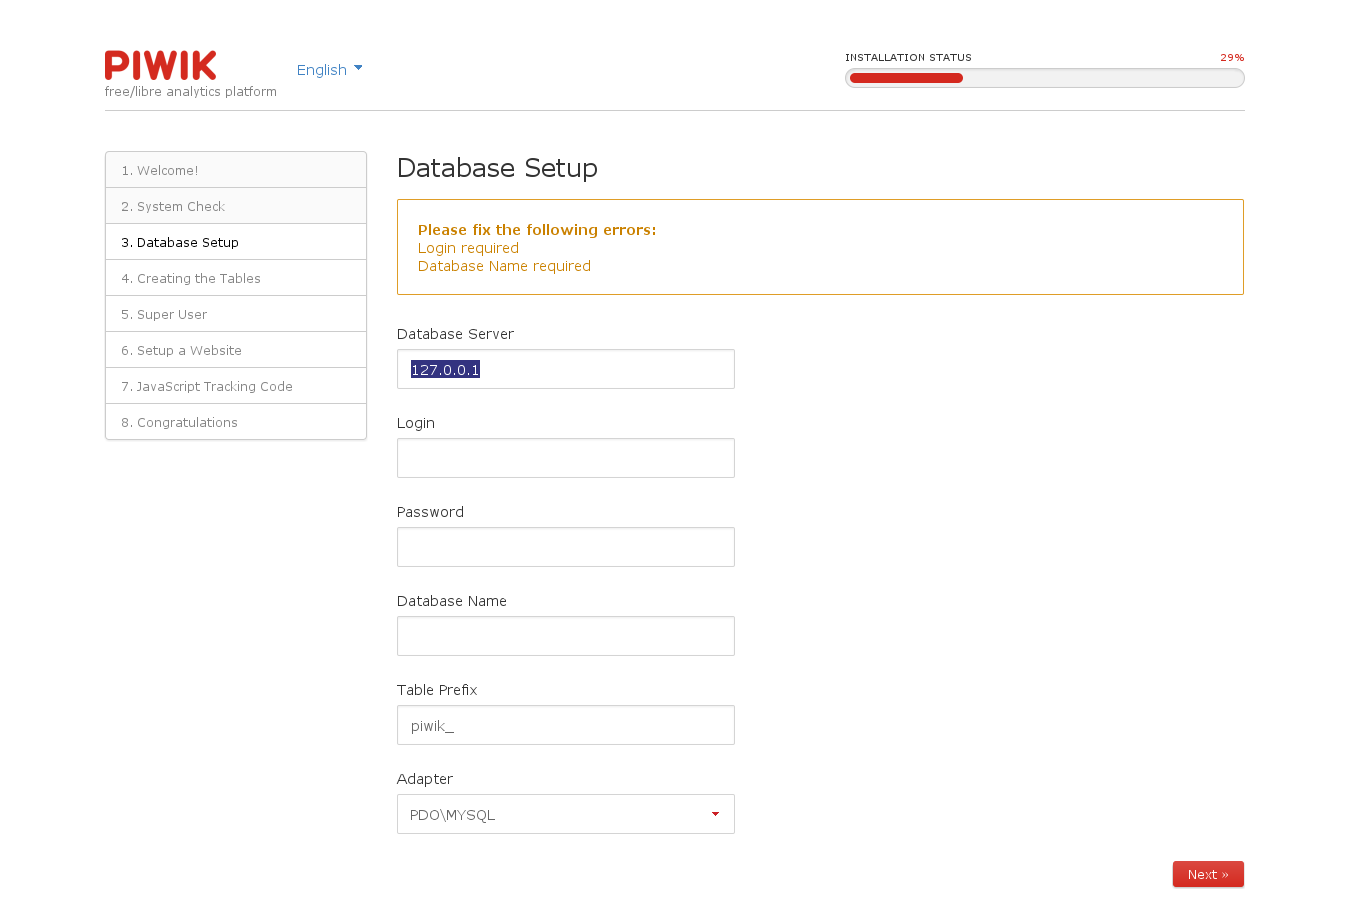 PIWIK
free/libre analytics platform
English
INSTALLATION STATUS 29%
1. Welcome!
2. System Check
3. Database Setup
4. Creating the Tables
5. Super User
6. Setup a Website
7. JavaScript Tracking Code
8. Congratulations
Database Setup
Please fix the following errors:
Login required
Database Name required
Database Server
127.0.0.1
Login
Password
Database Name
Table Prefix
piwik_
Adapter
PDO\MYSQL
Next »